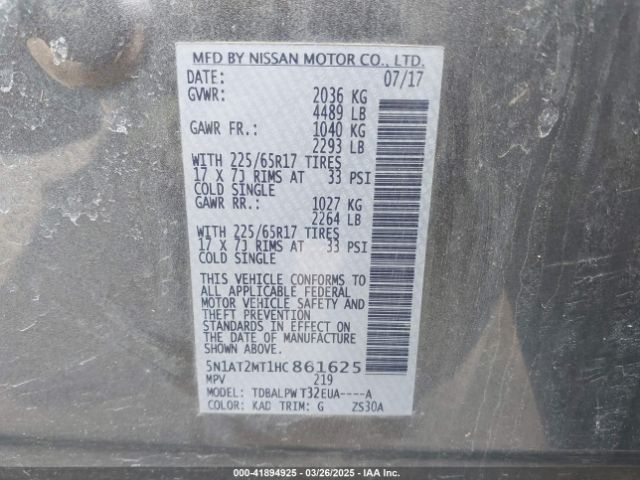 MFD BY NISSAN MOTOR CO., LTD.
DATE: 07/17
GVWR: 2036 KG
4489 LB
GAWR FR.: 1040 KG
2293 LB
WITH 225/65R17 TIRES
17 X 7J RIMS AT 33 PSI
COLD SINGLE
GAWR RR.: 1027 KG
2264 LB
WITH 225/65R17 TIRES
17 X 7J RIMS AT 33 PSI
COLD SINGLE
THIS VEHICLE CONFORMS TO
ALL APPLICABLE FEDERAL
MOTOR VEHICLE SAFETY AND
THEFT PREVENTION
STANDARDS IN EFFECT ON
THE DATE OF MANUFACTURE
SHOWN ABOVE.
5N1AT2MT1HC861625
MPV 219
MODEL: TDBALPW T32EUA----A
COLOR: KAD TRIM: G ZS30A
000-41894925 | 03/26/2025 - IAA Inc.